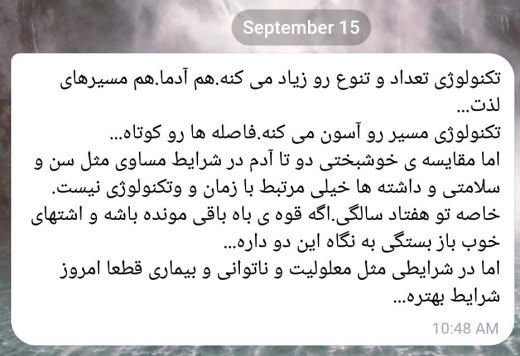 September 15
تکنولوژی تعداد و تنوع رو زیاد می کنه.هم آدما.هم مسیرهای
لذت...
تکنولوژی مسیر رو آسون می کنه.فاصله ها رو کوتاه...
اما مقایسه ی خوشبختی دو تا آدم در شرایط مساوی مثل سن و
سلامتی و داشته ها خیلی مرتبط با زمان و وتکنولوژی نیست.
خاصه تو هفتاد سالگی.اگه قوه ی باه باقی مونده باشه و اشتهای
خوب باز بستگی به نگاه این دو داره...
اما در شرایطی مثل معلولیت و ناتوانی و بیماری قطعا امروز
شرایط بهتره...
10:48 AM